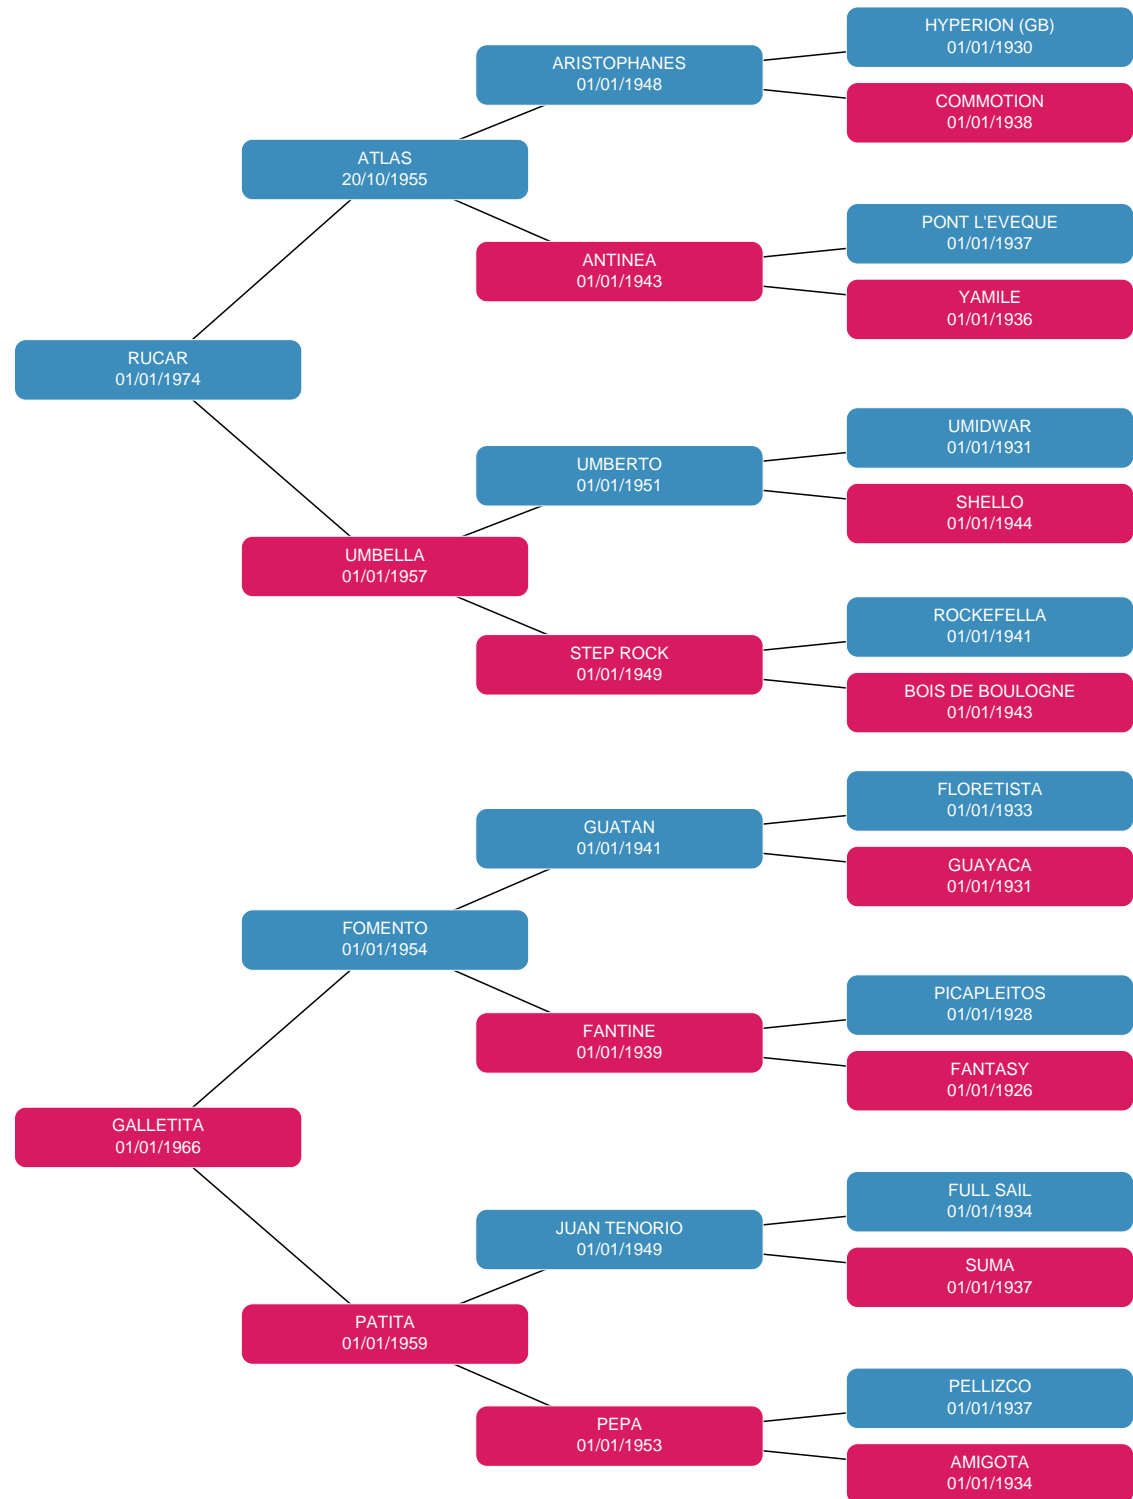 HYPERION (GB)
01/01/1930
ARISTOPHANES
01/01/1948
COMMOTION
01/01/1938
ATLAS
20/10/1955
PONT L'EVEQUE
01/01/1937
ANTINEA
01/01/1943
YAMILE
01/01/1936
RUCAR
01/01/1974
UMIDWAR
01/01/1931
UMBERTO
01/01/1951
SHELLO
01/01/1944
UMBELLA
01/01/1957
ROCKEFELLA
01/01/1941
STEP ROCK
01/01/1949
BOIS DE BOULOGNE
01/01/1943
FLORETISTA
01/01/1933
GUATAN
01/01/1941
GUAYACA
01/01/1931
FOMENTO
01/01/1954
PICAPLEITOS
01/01/1928
FANTINE
01/01/1939
FANTASY
01/01/1926
GALLETITA
01/01/1966
FULL SAIL
01/01/1934
JUAN TENORIO
01/01/1949
SUMA
01/01/1937
PATITA
01/01/1959
PELLIZCO
01/01/1937
PEPA
01/01/1953
AMIGOTA
01/01/1934